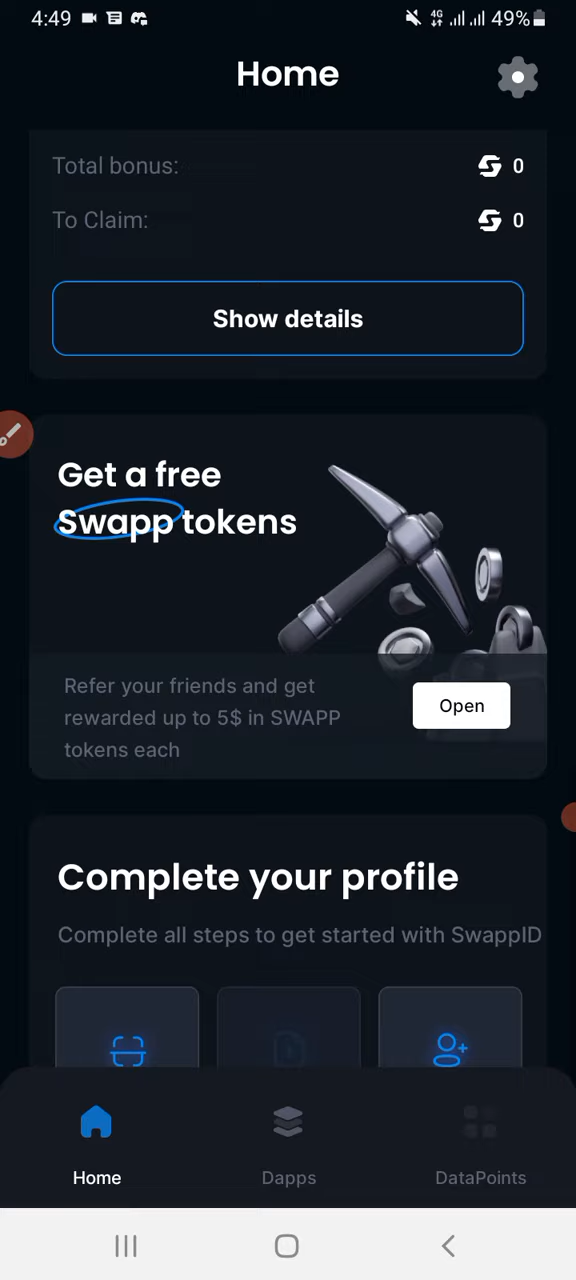 4:49
4G
49%
Home
Total bonus:
0
To Claim:
0
Show details
Get a free
Swapp tokens
Refer your friends and get
rewarded up to 5$ in SWAPP
tokens each
Open
Complete your profile
Complete all steps to get started with SwappID
Home
Dapps
DataPoints